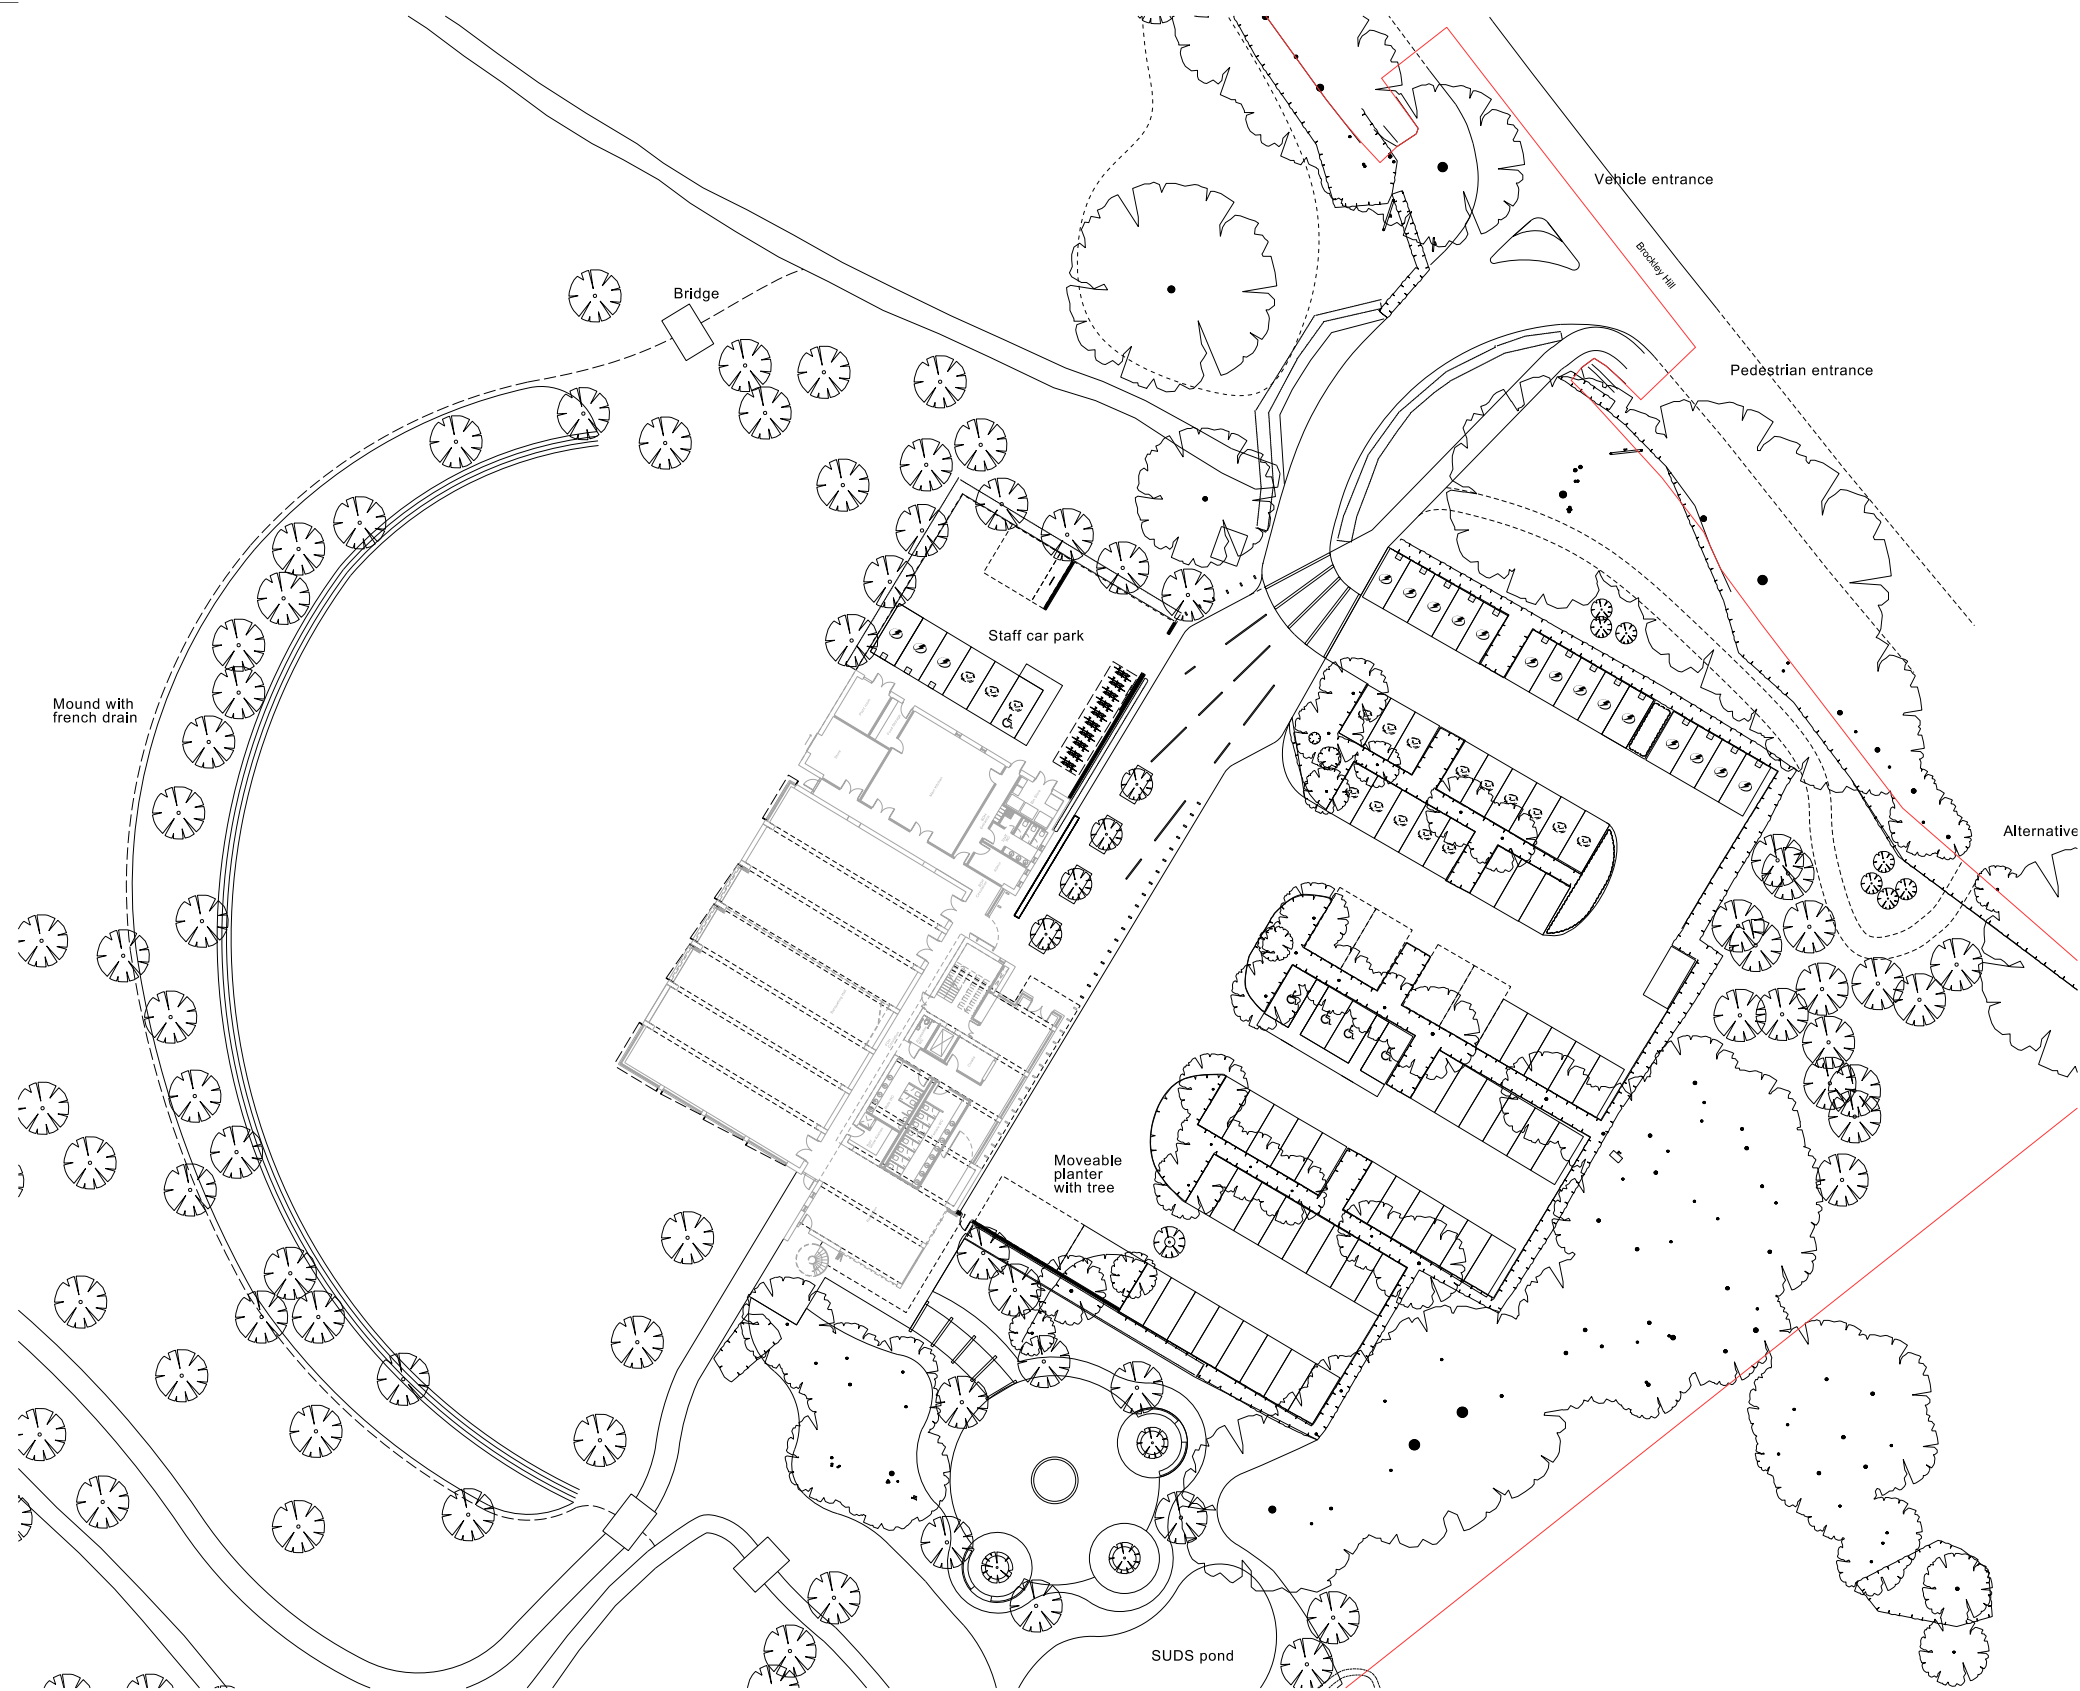 Vehicle entrance
Brockley Hill
Bridge
Pedestrian entrance
Staff car park
Mound with
french drain
Alternative
Moveable
planter
with tree
SUDS pond